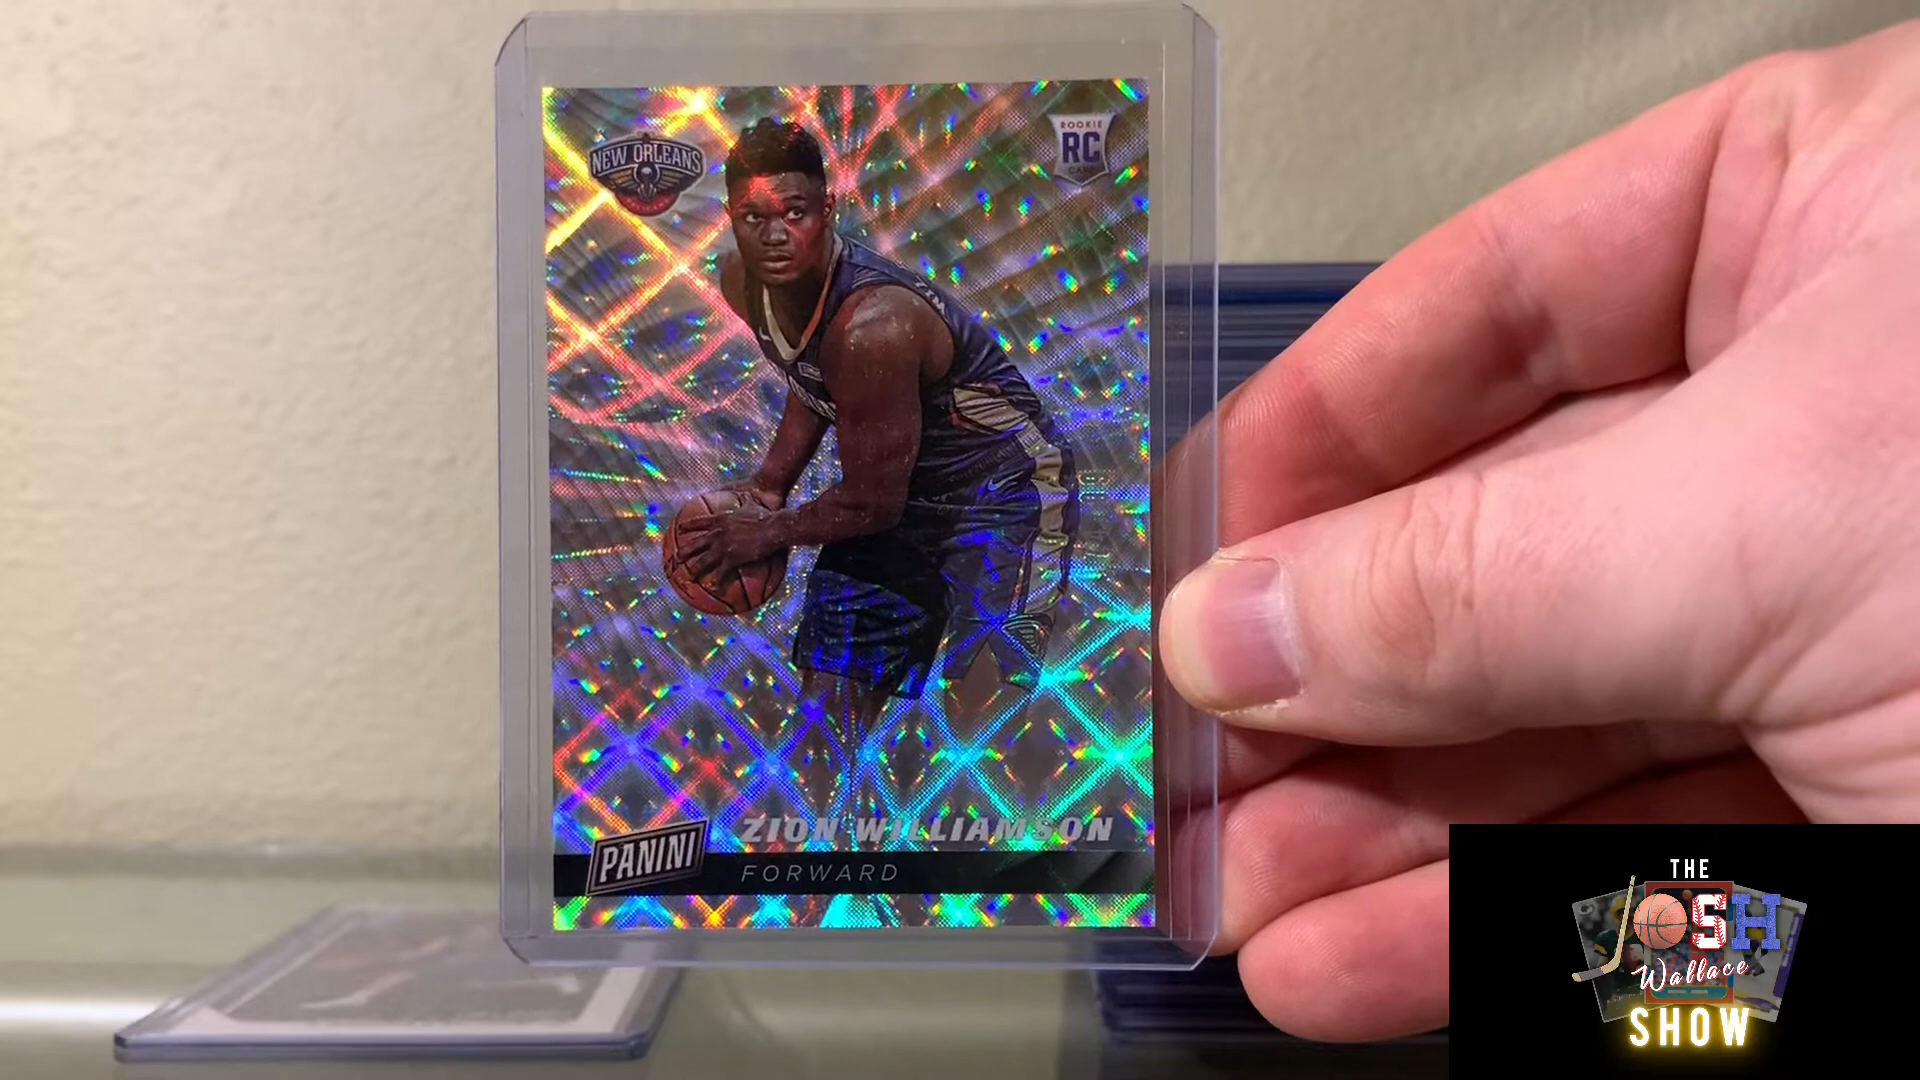 NEW ORLEANS
ROOKIE
RC
CARD
ZION WILLIAMSON
PANINI
FORWARD
THE
JOSH
Wallace
SHOW